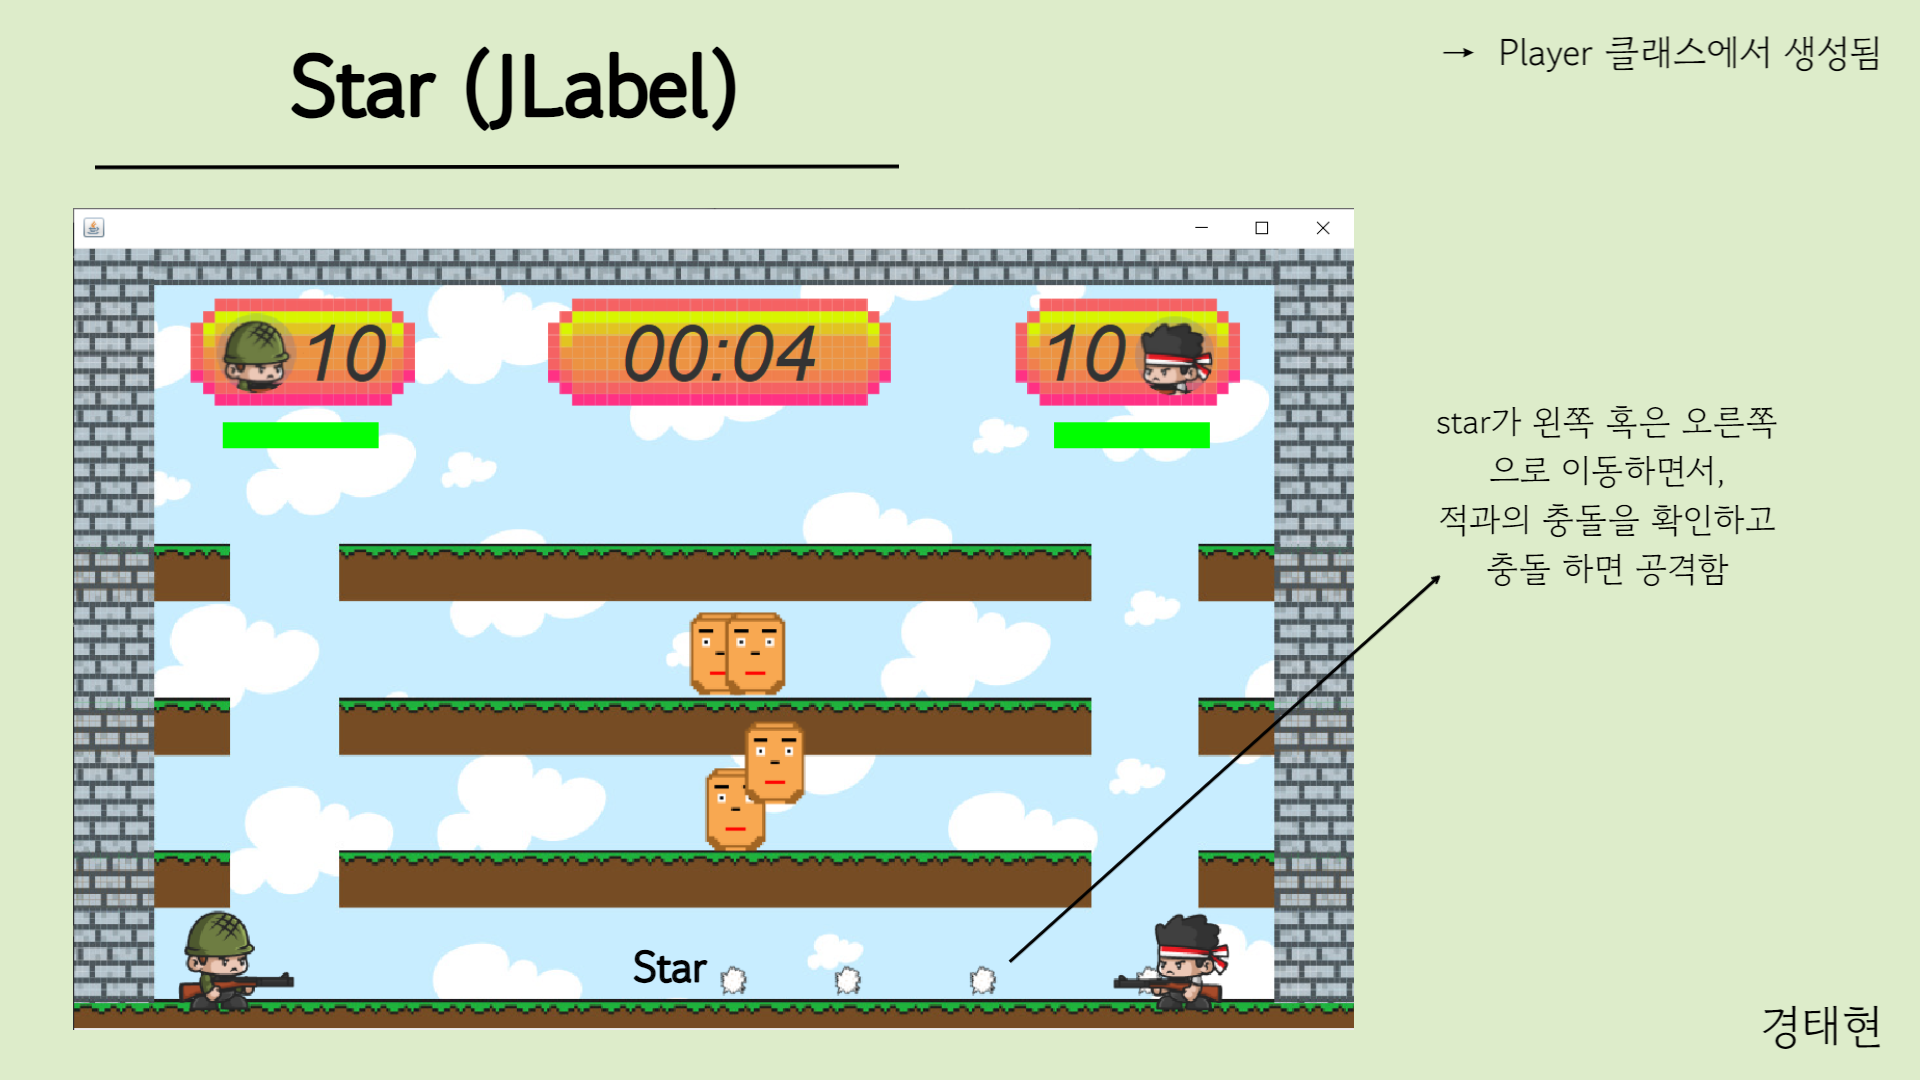 Star (JLabel)
→ Player 클래스에서 생성됨
10
00:04
10
star가 왼쪽 혹은 오른쪽
으로 이동하면서,
적과의 충돌을 확인하고
충돌 하면 공격함
Star
경태현